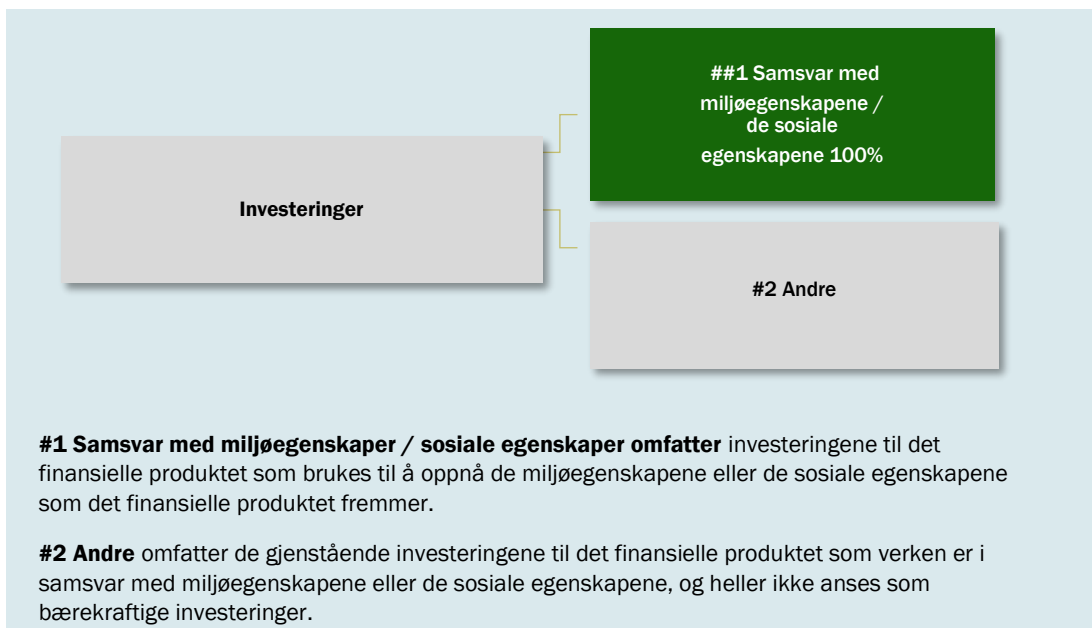 ##1 Samsvar med
miljøegenskapene /
de sosiale
egenskapene 100%
Investeringer
#2 Andre
#1 Samsvar med miljøegenskaper / sosiale egenskaper omfatter investeringene til det
finansielle produktet som brukes til å oppnå de miljøegenskapene eller de sosiale egenskapene
som det finansielle produktet fremmer.
#2 Andre omfatter de gjenstående investeringene til det finansielle produktet som verken er i
samsvar med miljøegenskapene eller de sosiale egenskapene, og heller ikke anses som
bærekraftige investeringer.